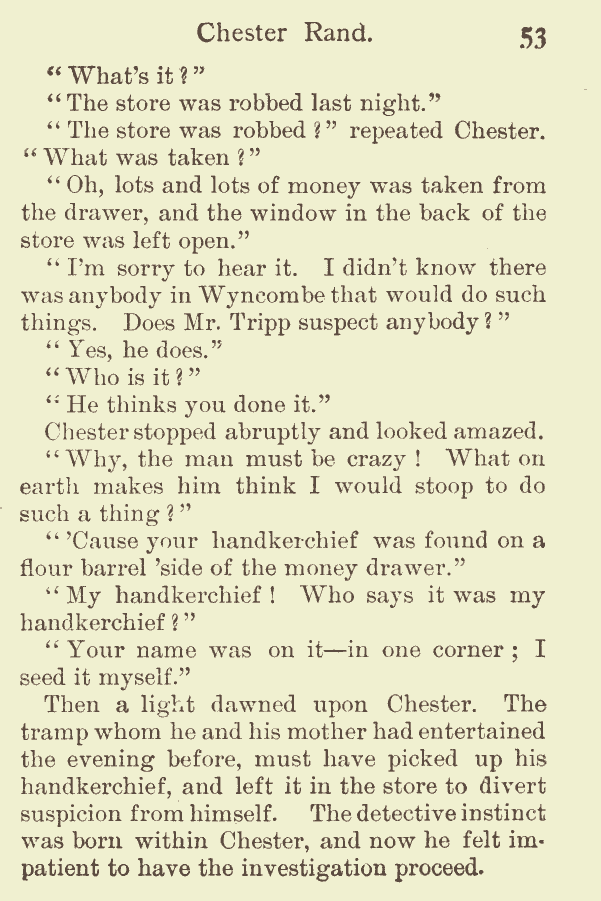 Chester Rand. 53
“ What's it ? ”
“ The store was robbed last night.”
“ The store was robbed ? ” repeated Chester.
“ What was taken ? ”
“ Oh, lots and lots of money was taken from
the drawer, and the window in the back of the
store was left open.”
“ I'm sorry to hear it. I didn't know there
was anybody in Wyncombe that would do such
things. Does Mr. Tripp suspect anybody ? ”
“ Yes, he does.”
“ Who is it ? ”
“ He thinks you done it.”
Chester stopped abruptly and looked amazed.
“ Why, the man must be crazy ! What on
earth makes him think I would stoop to do
such a thing ? ”
“ 'Cause your handkerchief was found on a
flour barrel 'side of the money drawer.”
“ My handkerchief ! Who says it was my
handkerchief ? ”
“ Your name was on it—in one corner ; I
seed it myself.”
Then a light dawned upon Chester. The
tramp whom he and his mother had entertained
the evening before, must have picked up his
handkerchief, and left it in the store to divert
suspicion from himself. The detective instinct
was born within Chester, and now he felt im-
patient to have the investigation proceed.